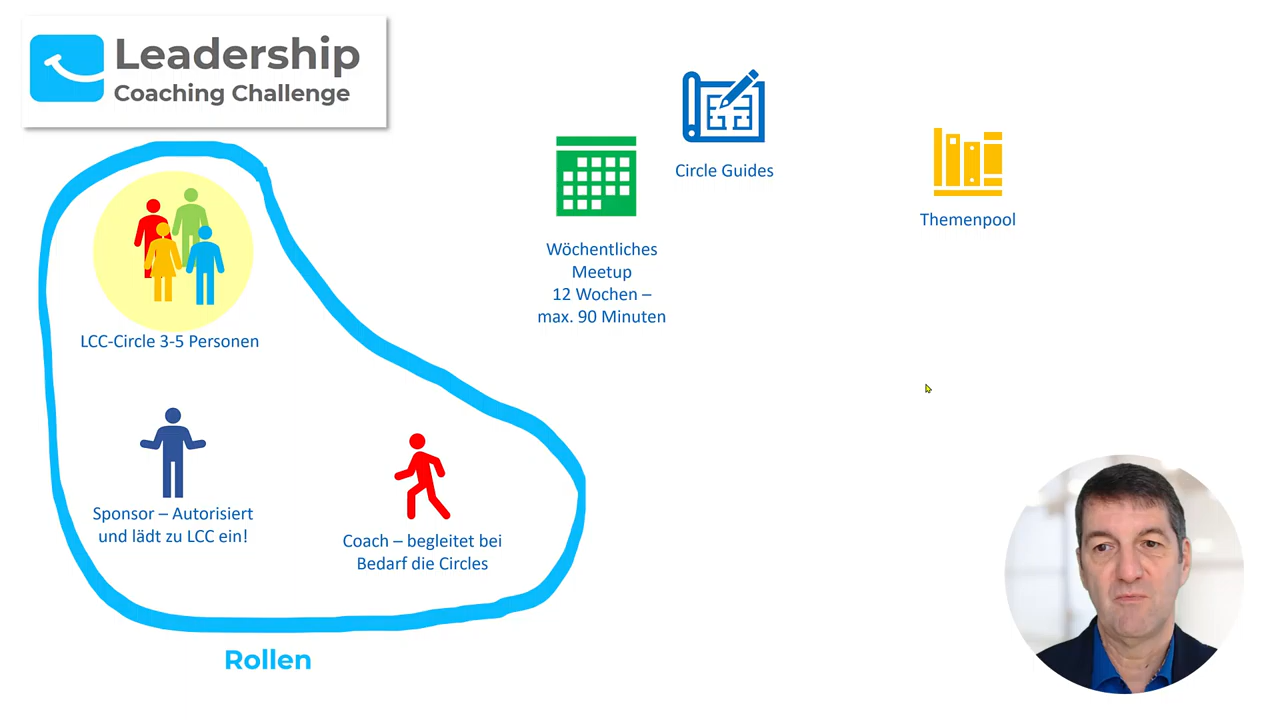 Leadership
Coaching Challenge
Circle Guides
Themenpool
Wöchentliches
Meetup
12 Wochen –
max. 90 Minuten
LCC-Circle 3-5 Personen
Sponsor – Autorisiert
und lädt zu LCC ein!
Coach – begleitet bei
Bedarf die Circles
Rollen